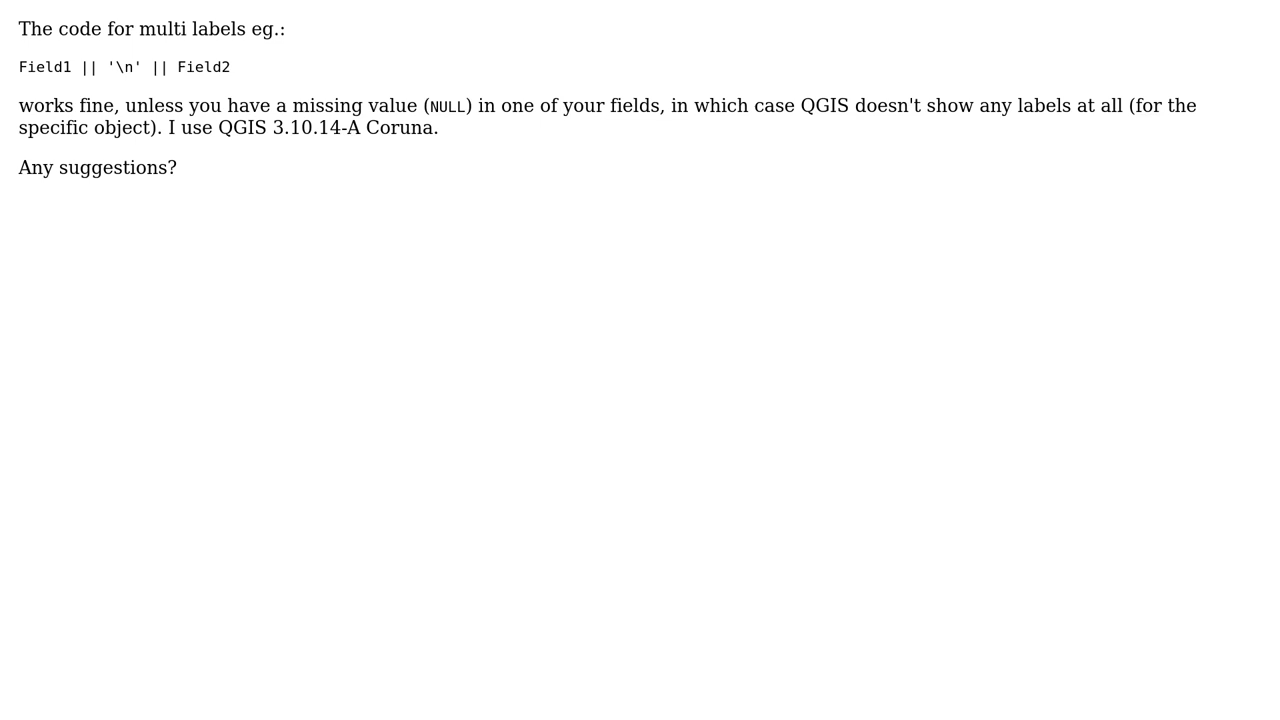 The code for multi labels eg.:
Field1 || '\n' || Field2
works fine, unless you have a missing value (NULL) in one of your fields, in which case QGIS doesn't show any labels at all (for the
specific object). I use QGIS 3.10.14-A Coruna.
Any suggestions?